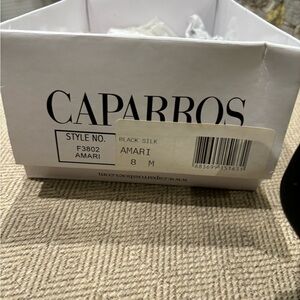 CAPARROS
STYLE NO.
F3802
AMARI
BLACK SILK
AMARI
8 M